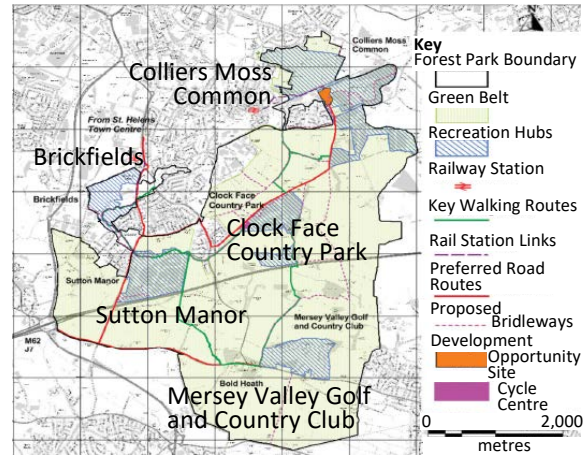 Colliers Moss
Common
Colliers Moss
Common
From St. Helens
Town Centre
Brickfields
Brickfields
Clock Face
Country Park
Clock Face
Country Park
Sutton Manor
Sutton Manor
Mersey Valley Golf
and Country Club
M62
J7
Bold Heath
Mersey Valley Golf
and Country Club
Key
Forest Park Boundary
Green Belt
Recreation Hubs
Railway Station
Key Walking Routes
Rail Station Links
Preferred Road
Routes
Proposed
Bridleways
Development
Opportunity
Site
Cycle
Centre
0 2,000
metres